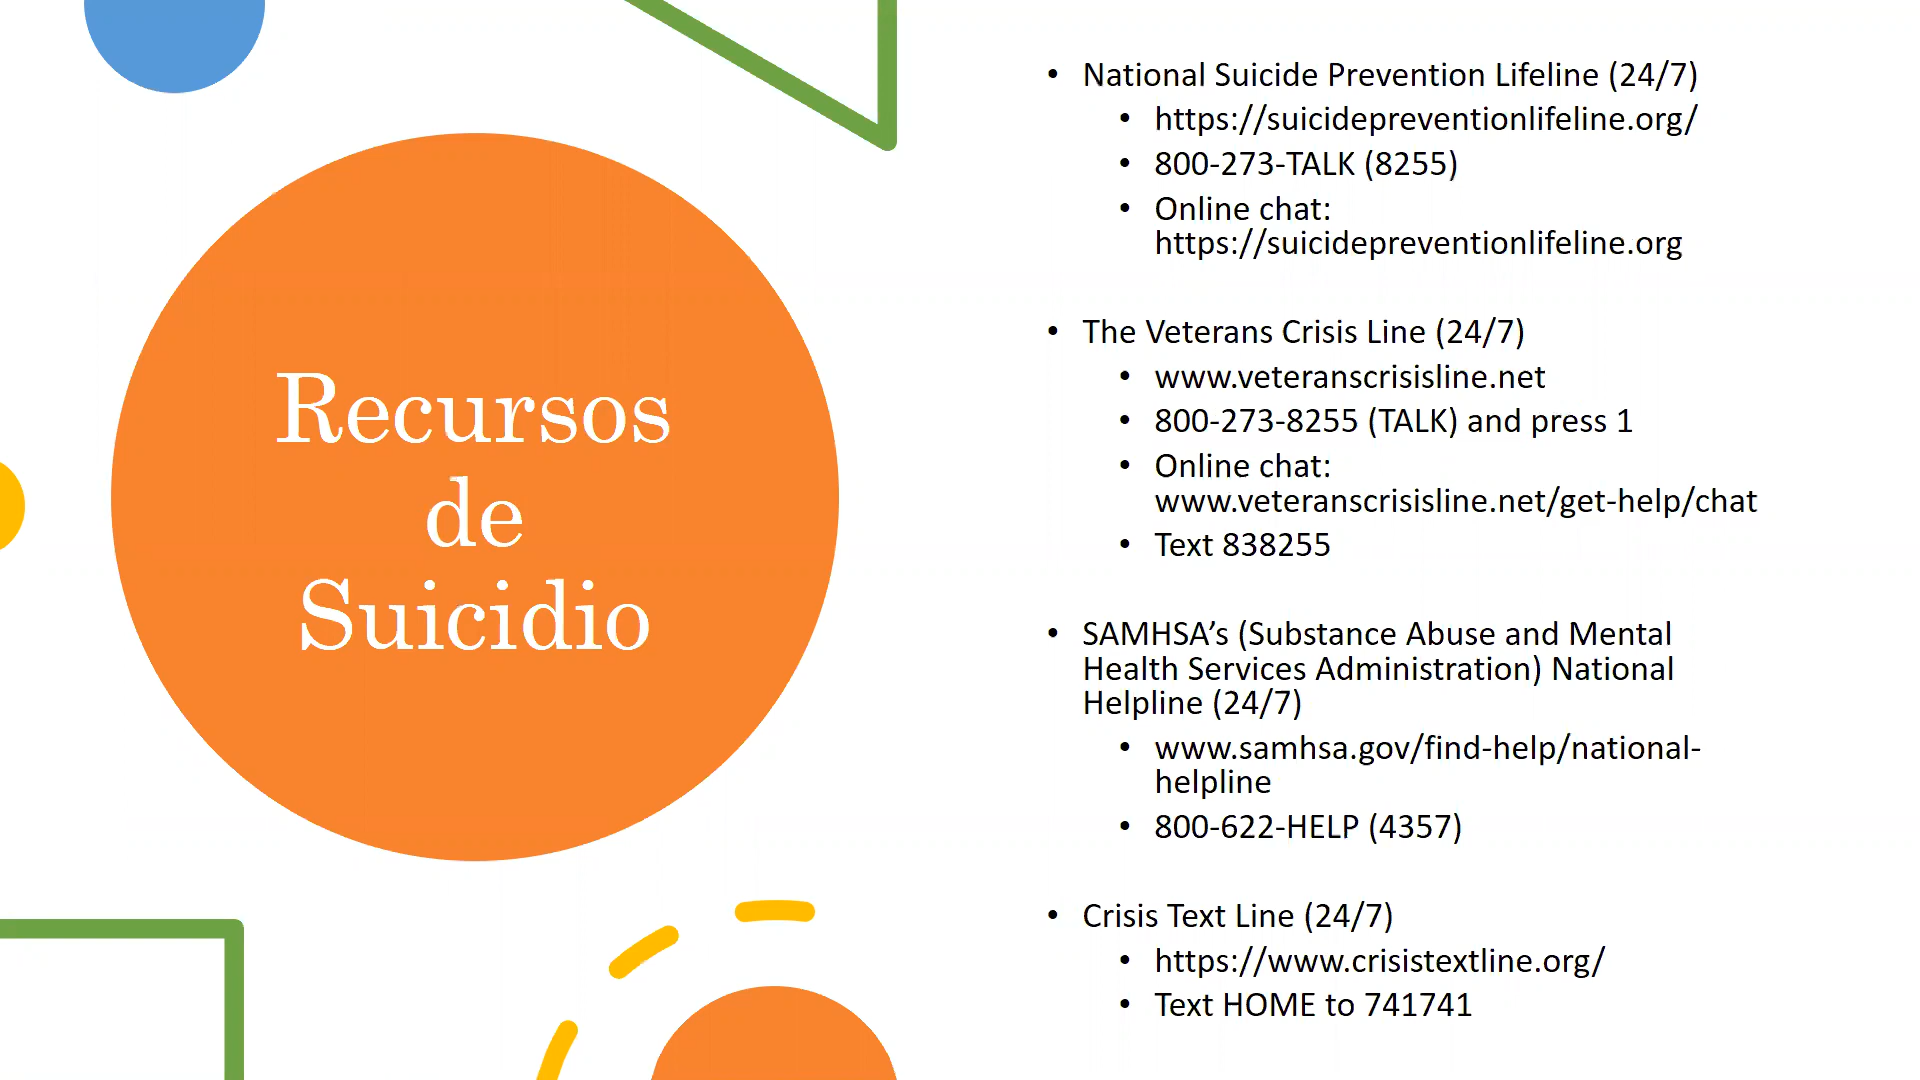 Recursos
de
Suicidio
• National Suicide Prevention Lifeline (24/7)
• https://suicidepreventionlifeline.org/
• 800-273-TALK (8255)
• Online chat:
https://suicidepreventionlifeline.org
• The Veterans Crisis Line (24/7)
• www.veteranscrisisline.net
• 800-273-8255 (TALK) and press 1
• Online chat:
www.veteranscrisisline.net/get-help/chat
• Text 838255
• SAMHSA’s (Substance Abuse and Mental
Health Services Administration) National
Helpline (24/7)
• www.samhsa.gov/find-help/national-
helpline
• 800-622-HELP (4357)
• Crisis Text Line (24/7)
• https://www.crisistextline.org/
• Text HOME to 741741